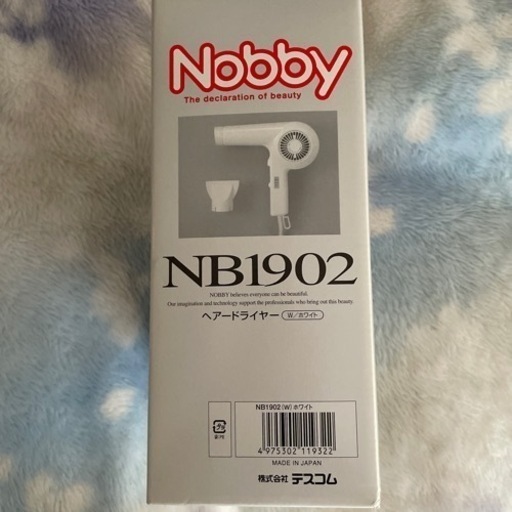 Nobby
The declaration of beauty
NB1902
NOBBY believes everyone can be beautiful.
Our imagination and technology support the professionals who bring out this beauty.
ヘアードライヤー W/ホワイト
NB1902(W)ホワイト
4 975302 119322
MADE IN JAPAN
株式会社 テスコム